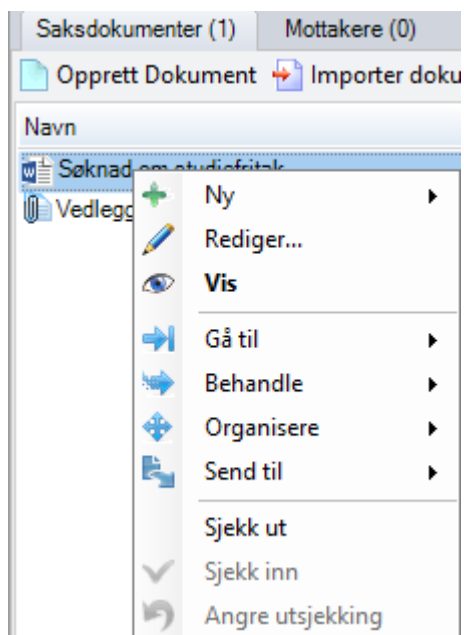 Saksdokumenter (1) Mottakere (0)
Opprett Dokument Importer doku
Navn
Søknad om studiefritak
Vedlegg
Ny
Rediger...
Vis
Gå til
Behandle
Organisere
Send til
Sjekk ut
Sjekk inn
Angre utsjekking